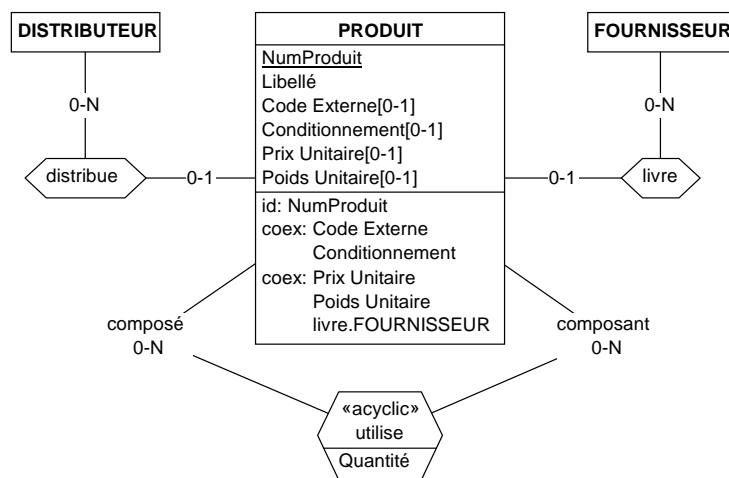 DISTRIBUTEUR
PRODUIT
FOURNISSEUR
NumProduit
Libellé
Code Externe[0-1]
Conditionnement[0-1]
Prix Unitaire[0-1]
Poids Unitaire[0-1]
0-N
0-N
distribue
0-1
0-1
livre
id: NumProduit
coex: Code Externe
Conditionnement
coex: Prix Unitaire
Poids Unitaire
livre.FOURNISSEUR
composé
0-N
composant
0-N
«acyclic»
utilise
Quantité